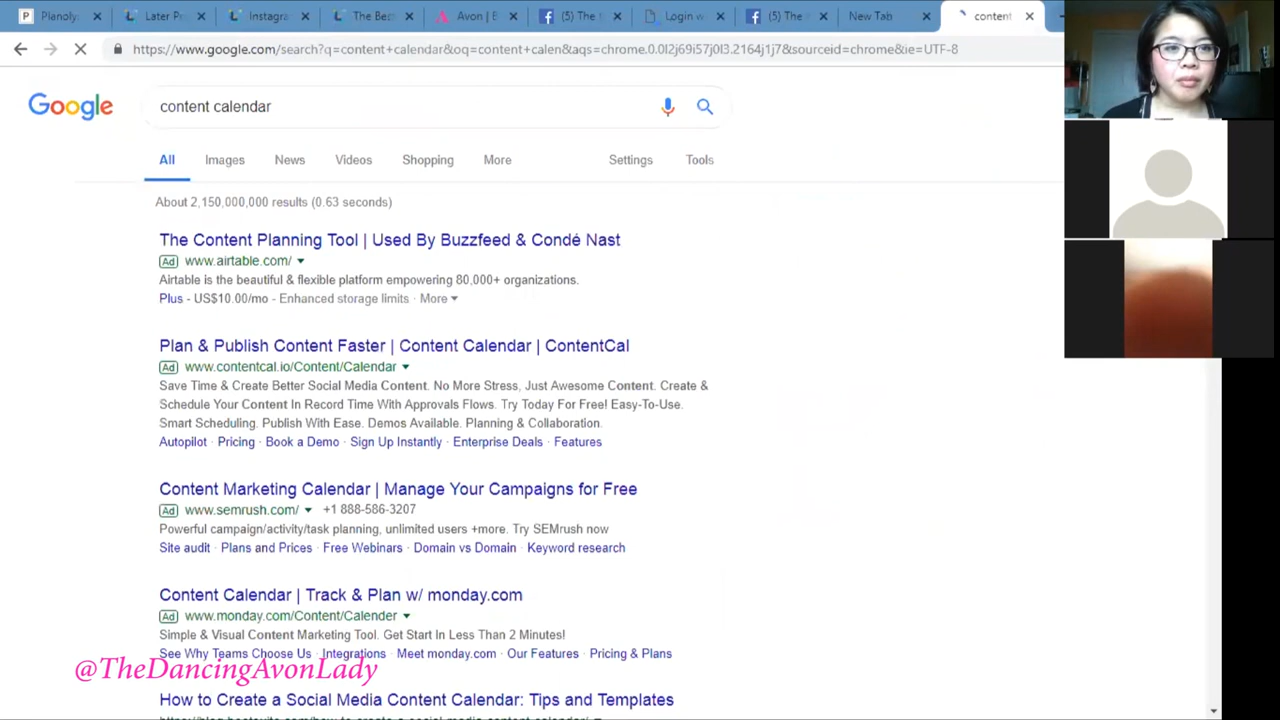 Planoly
Later Pr
Instagra
The Bes
Avon | B
(5) The
Login w
(5) The
New Tab
content
https://www.google.com/search?q=content+calendar&oq=content+calen&aqs=chrome.0.0l2j69i57j0l3.2164j1j7&sourceid=chrome&ie=UTF-8
Google
content calendar
All Images News Videos Shopping More Settings Tools
About 2,150,000,000 results (0.63 seconds)
The Content Planning Tool | Used By Buzzfeed & Condé Nast
Ad www.airtable.com/
Airtable is the beautiful & flexible platform empowering 80,000+ organizations.
Plus - US$10.00/mo - Enhanced storage limits · More
Plan & Publish Content Faster | Content Calendar | ContentCal
Ad www.contentcal.io/Content/Calendar
Save Time & Create Better Social Media Content. No More Stress, Just Awesome Content. Create &
Schedule Your Content In Record Time With Approvals Flows. Try Today For Free! Easy-To-Use.
Smart Scheduling. Publish With Ease. Demos Available. Planning & Collaboration.
Autopilot · Pricing · Book a Demo · Sign Up Instantly · Enterprise Deals · Features
Content Marketing Calendar | Manage Your Campaigns for Free
Ad www.semrush.com/ +1 888-586-3207
Powerful campaign/activity/task planning, unlimited users +more. Try SEMrush now
Site audit · Plans and Prices · Free Webinars · Domain vs Domain · Keyword research
Content Calendar | Track & Plan w/ monday.com
Ad www.monday.com/Content/Calender
Simple & Visual Content Marketing Tool. Get Start In Less Than 2 Minutes!
See Why Teams Choose Us · Integrations · Meet monday.com · Our Features · Pricing & Plans
@TheDancingAvonLady
How to Create a Social Media Content Calendar: Tips and Templates